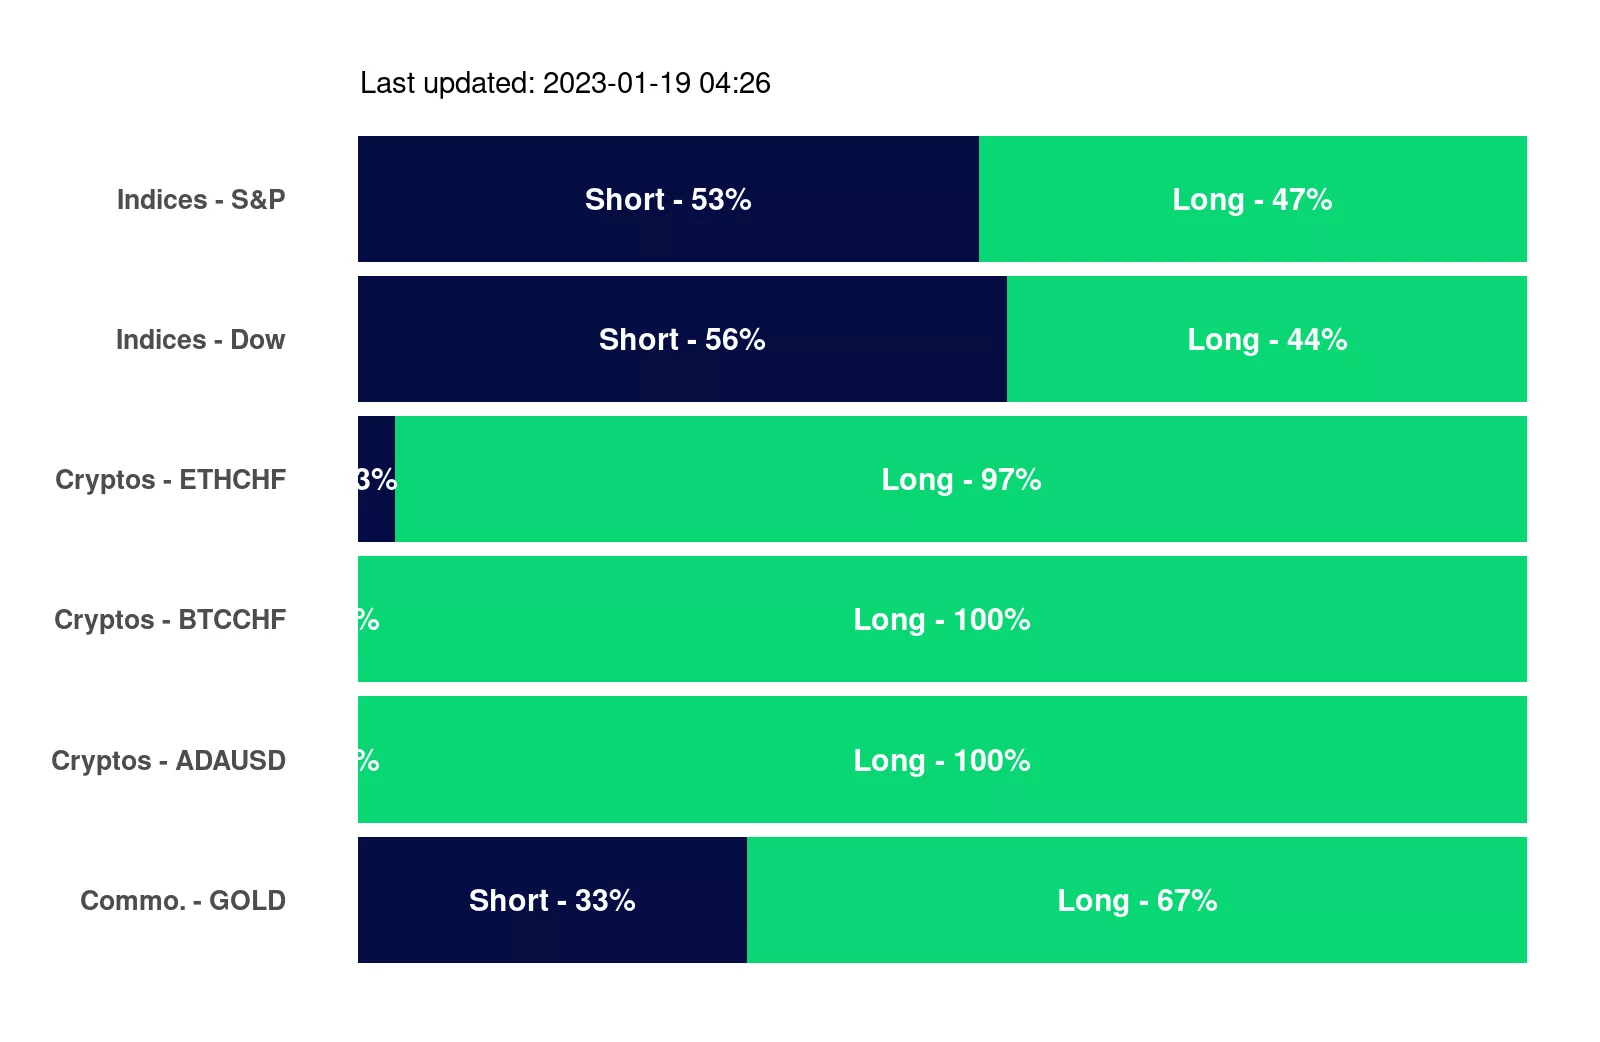 Last updated: 2023-01-19 04:26
Indices - S&P Short - 53% Long - 47%
Indices - Dow Short - 56% Long - 44%
Cryptos - ETHCHF 3% Long - 97%
Cryptos - BTCCHF % Long - 100%
Cryptos - ADAUSD % Long - 100%
Commo. - GOLD Short - 33% Long - 67%